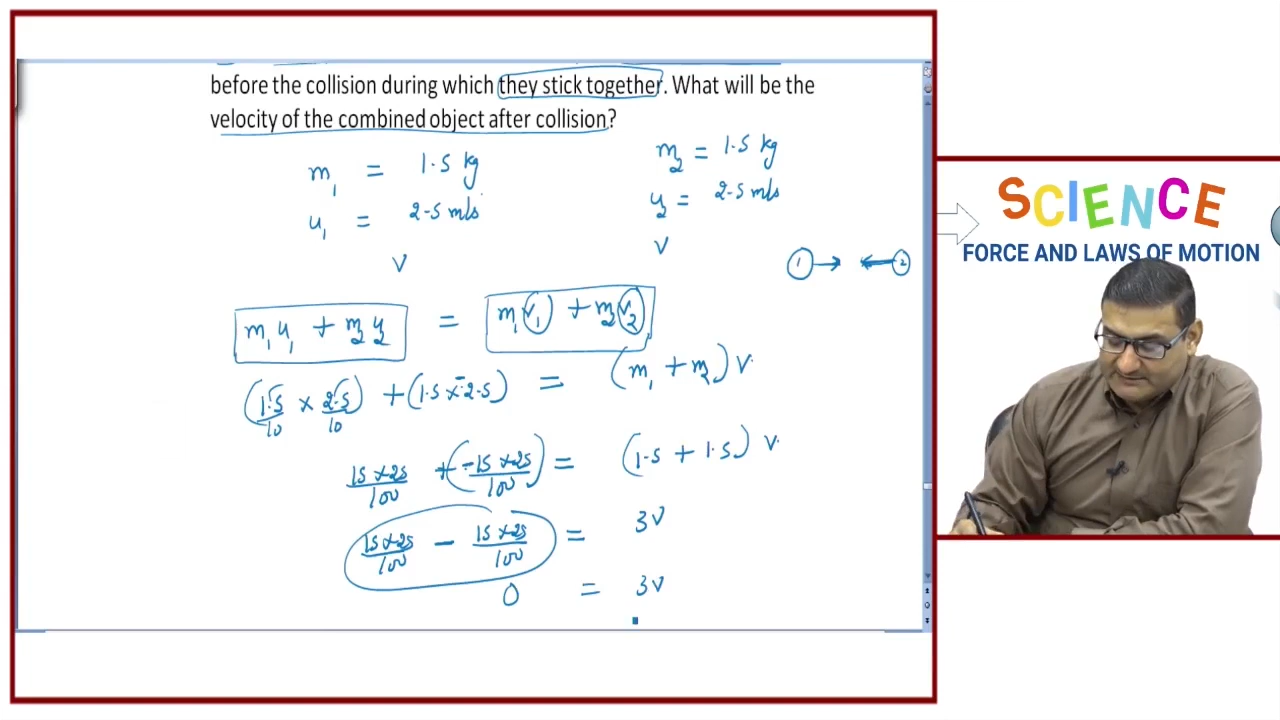 before the collision during which they stick together. What will be the
velocity of the combined object after collision?
m₁ = 1.5 kg
m₂ = 1.5 kg
u₁ = 2.5 m/s
u₂ = 2.5 m/s
v
v
1 → ← 2
m₁u₁ + m₂u₂ = m₁v₁ + m₂v₂
(1.5/10 × 2.5/10) + (1.5 × -2.5) = (m₁ + m₂) v
15×25/100 + (-15×25/100) = (1.5 + 1.5) v
15×25/100 - 15×25/100 = 3v
0 = 3v
SCIENCE
FORCE AND LAWS OF MOTION